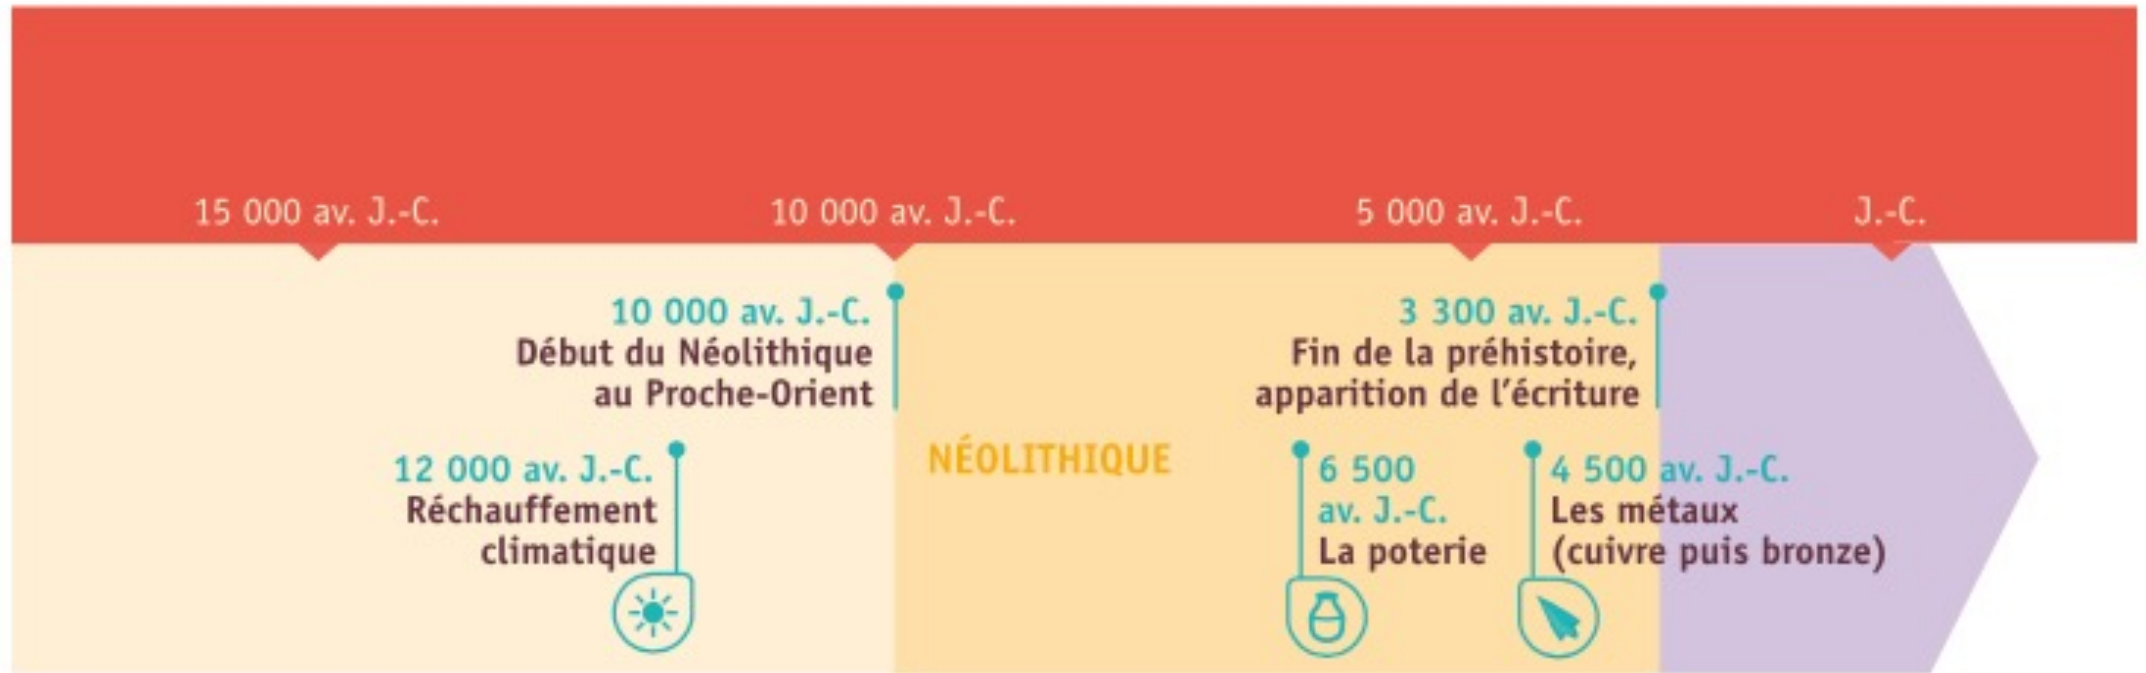 15 000 av. J.-C.
10 000 av. J.-C.
5 000 av. J.-C.
J.-C.
10 000 av. J.-C.
Début du Néolithique
au Proche-Orient
3 300 av. J.-C.
Fin de la préhistoire,
apparition de l'écriture
12 000 av. J.-C.
Réchauffement
climatique
NÉOLITHIQUE
6 500
av. J.-C.
La poterie
4 500 av. J.-C.
Les métaux
(cuivre puis bronze)